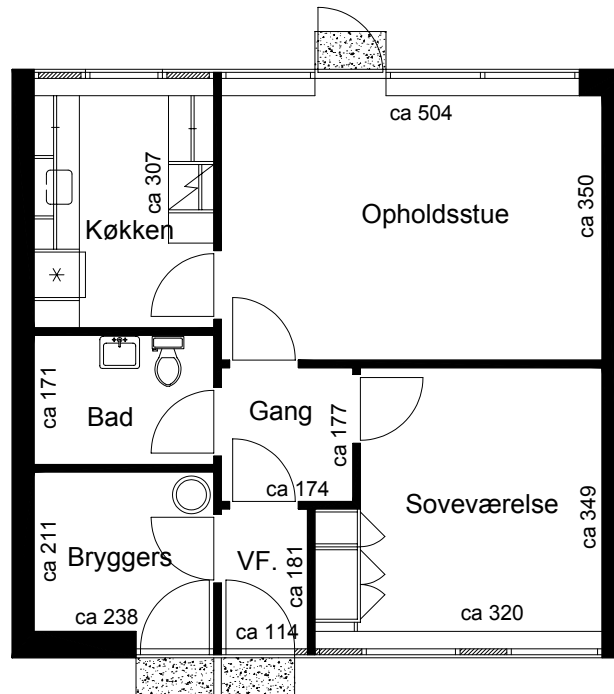 ca 504
ca 307
ca 350
Opholdsstue
Køkken
ca 171
Bad
Gang
ca 177
ca 174
Soveværelse
ca 349
ca 211
Bryggers
VF.
ca 181
ca 238
ca 114
ca 320